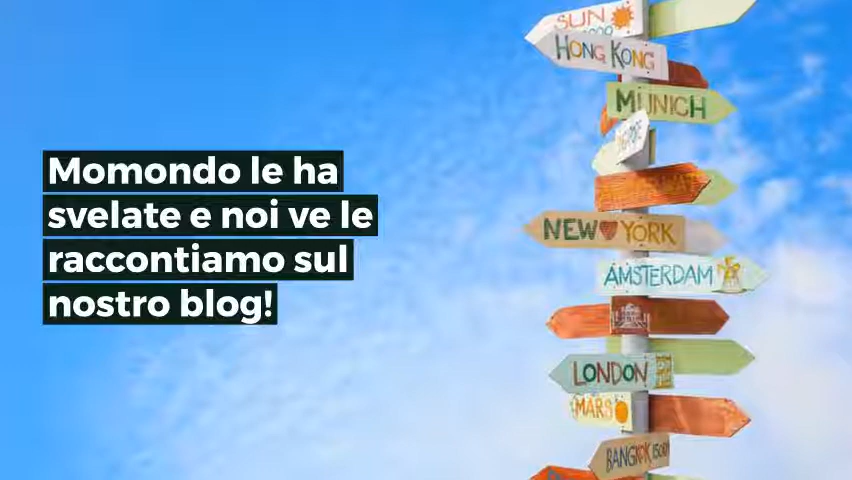 Momondo le ha
svelate e noi ve le
raccontiamo sul
nostro blog!
SUN
HONG KONG
MUNICH
NEW YORK
AMSTERDAM
LONDON
MARS
BANGKOK